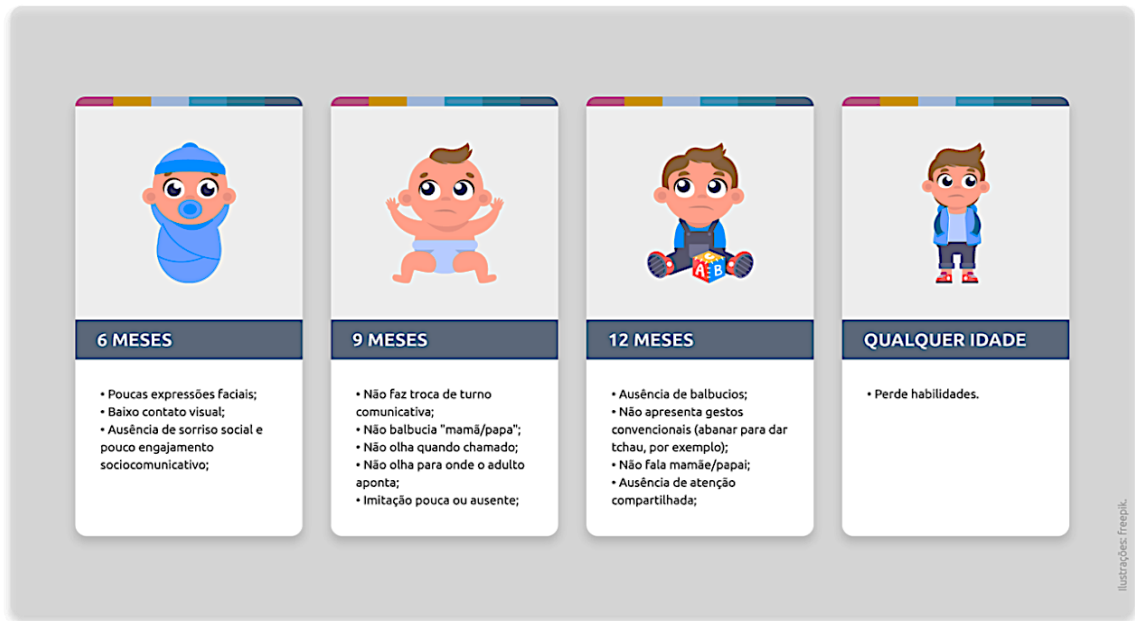 6 MESES
• Poucas expressões faciais;
• Baixo contato visual;
• Ausência de sorriso social e
pouco engajamento
sociocomunicativo;
9 MESES
• Não faz troca de turno
comunicativa;
• Não balbucia "mamã/papa";
• Não olha quando chamado;
• Não olha para onde o adulto
aponta;
• Imitação pouca ou ausente;
12 MESES
• Ausência de balbucios;
• Não apresenta gestos
convencionais (abanar para dar
tchau, por exemplo);
• Não fala mamãe/papai;
• Ausência de atenção
compartilhada;
QUALQUER IDADE
• Perde habilidades.
A B
C
Ilustrações: freepik.